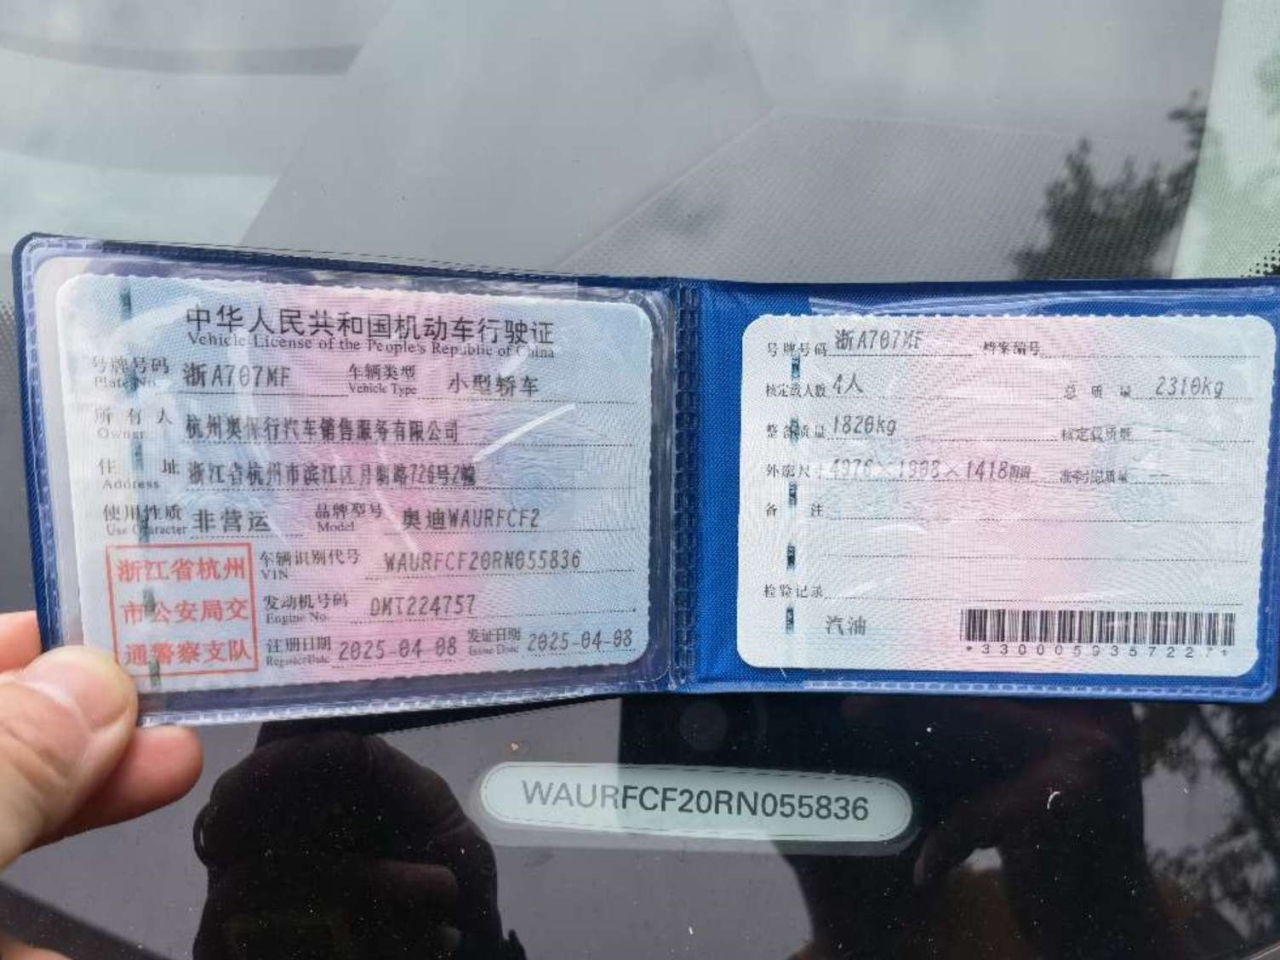 中华人民共和国机动车行驶证
Vehicle License of the People's Republic of China
号牌号码 浙A707MF 车辆类型 小型轿车
Plate No. Vehicle Type
所有人 杭州奥保行汽车销售服务有限公司
Owner
住址 浙江省杭州市滨江区月明路726号2幢
Address
使用性质 非营运 品牌型号 奥迪WAURFCF2
Use Character Model
浙江省杭州
市公安局交
通警察支队
车辆识别代号 WAURFCF20RN055836
VIN
发动机号码 DMT224757
Engine No.
注册日期 2025-04-08 发证日期 2025-04-08
Register Date Issue Date
号牌号码 浙A707MF 档案编号
核定载人数 4人 总质量 2310kg
整备质量 1820kg 核定载质量
外廓尺寸 ×1418mm 准牵引总质量
备注
检验记录
汽油
*3300059357227*
WAURFCF20RN055836